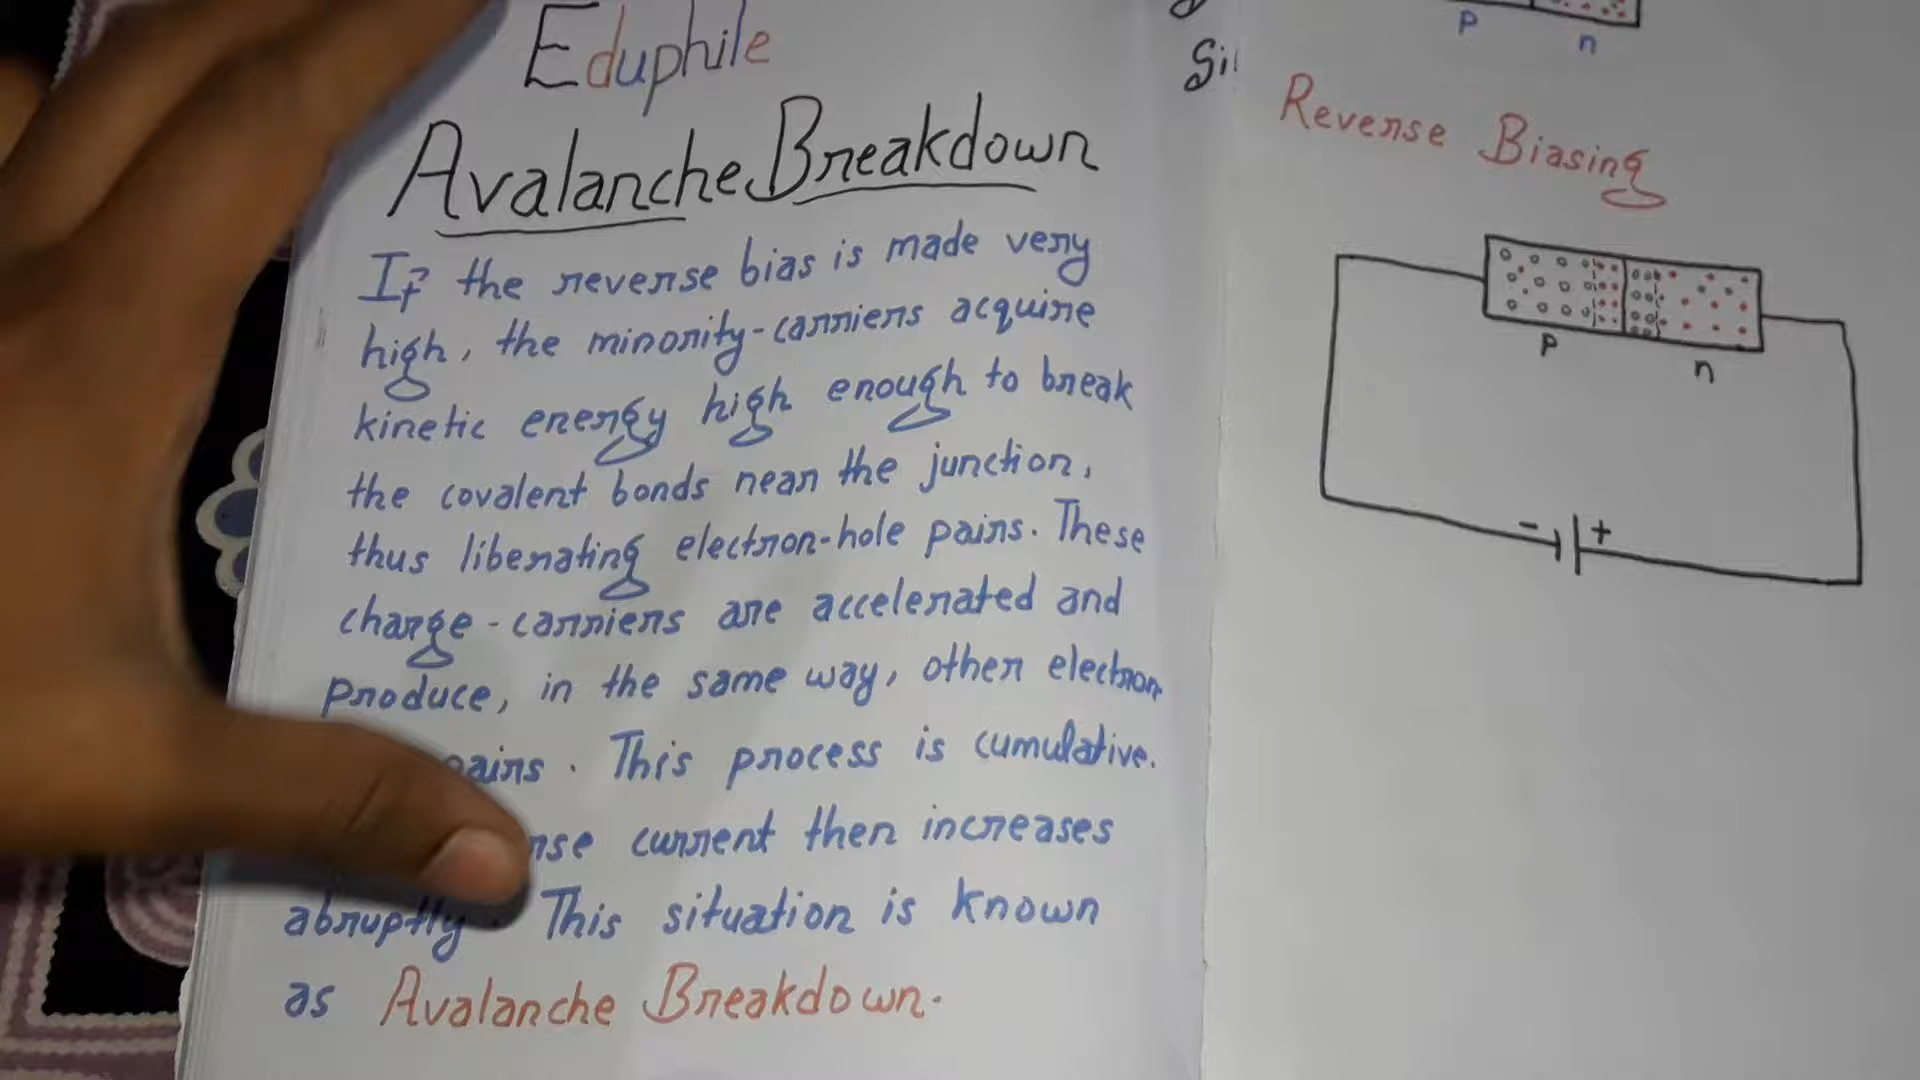 Eduphile
Avalanche Breakdown
If the reverse bias is made very
high, the minority-carriers acquire
kinetic energy high enough to break
the covalent bonds near the junction,
thus liberating electron-hole pairs. These
charge-carriers are accelerated and
produce, in the same way, other electron
pairs. This process is cumulative.
current then increases
abruptly. This situation is known
as Avalanche Breakdown.
p n
Reverse Biasing
p
n
- +